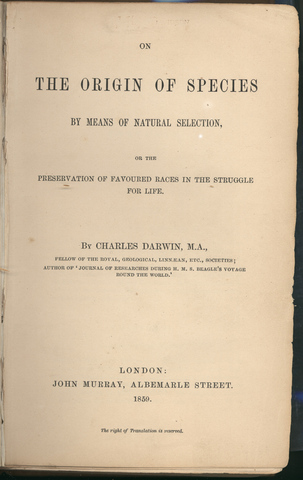 ON
THE ORIGIN OF SPECIES
BY MEANS OF NATURAL SELECTION,
OR THE
PRESERVATION OF FAVOURED RACES IN THE STRUGGLE
FOR LIFE.
BY CHARLES DARWIN, M.A.,
FELLOW OF THE ROYAL, GEOLOGICAL, LINNÆAN, ETC., SOCIETIES;
AUTHOR OF 'JOURNAL OF RESEARCHES DURING H. M. S. BEAGLE'S VOYAGE
ROUND THE WORLD.'
LONDON:
JOHN MURRAY, ALBEMARLE STREET.
1859.
The right of Translation is reserved.